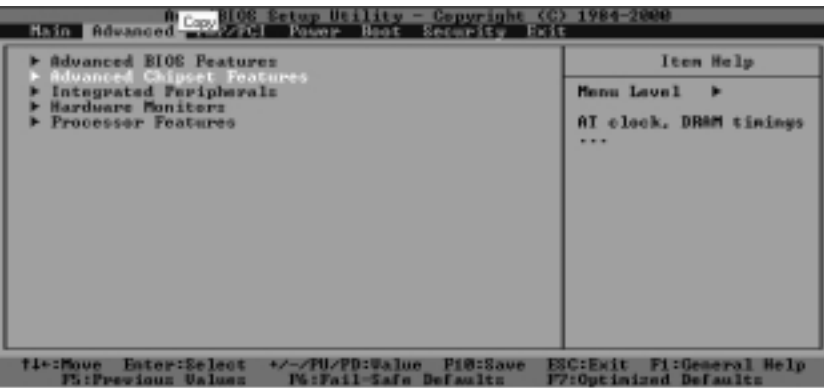 BIOS Setup Utility - Copyright (C) 1984-2000
Copy
Main Advanced PnP/PCI Power Boot Security Exit
Advanced BIOS Features
Advanced Chipset Features
Integrated Peripherals
Hardware Monitors
Processor Features
Item Help
Menu Level
AT clock, DRAM timings
...
↑↓←:Move Enter:Select +/-/PU/PD:Value F10:Save ESC:Exit F1:General Help
F5:Previous Values F6:Fail-Safe Defaults F7:Optimized Defaults